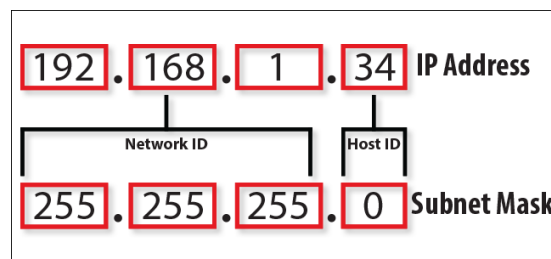 192.168.1.34 IP Address
Network ID Host ID
255.255.255.0 Subnet Mask